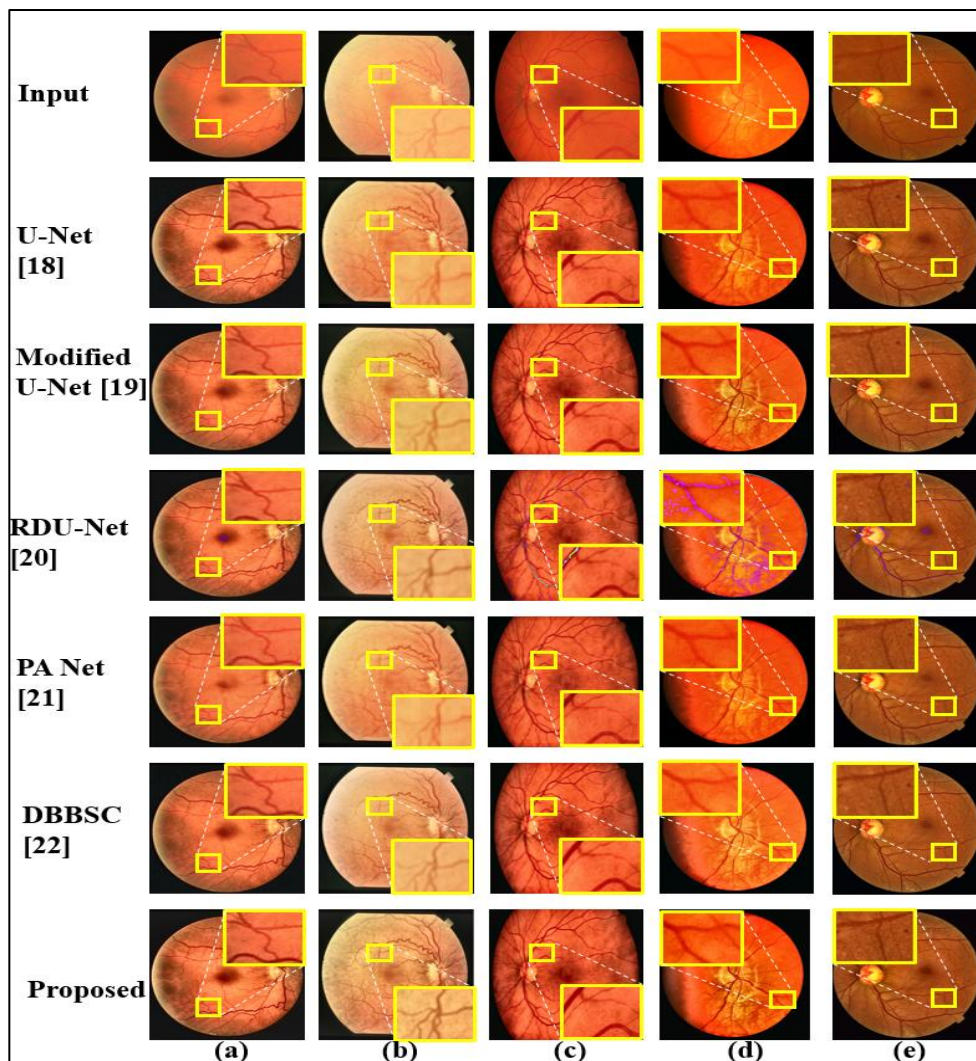 Input
U-Net
[18]
Modified
U-Net [19]
RDU-Net
[20]
PA Net
[21]
DBBSC
[22]
Proposed
(a) (b) (c) (d) (e)